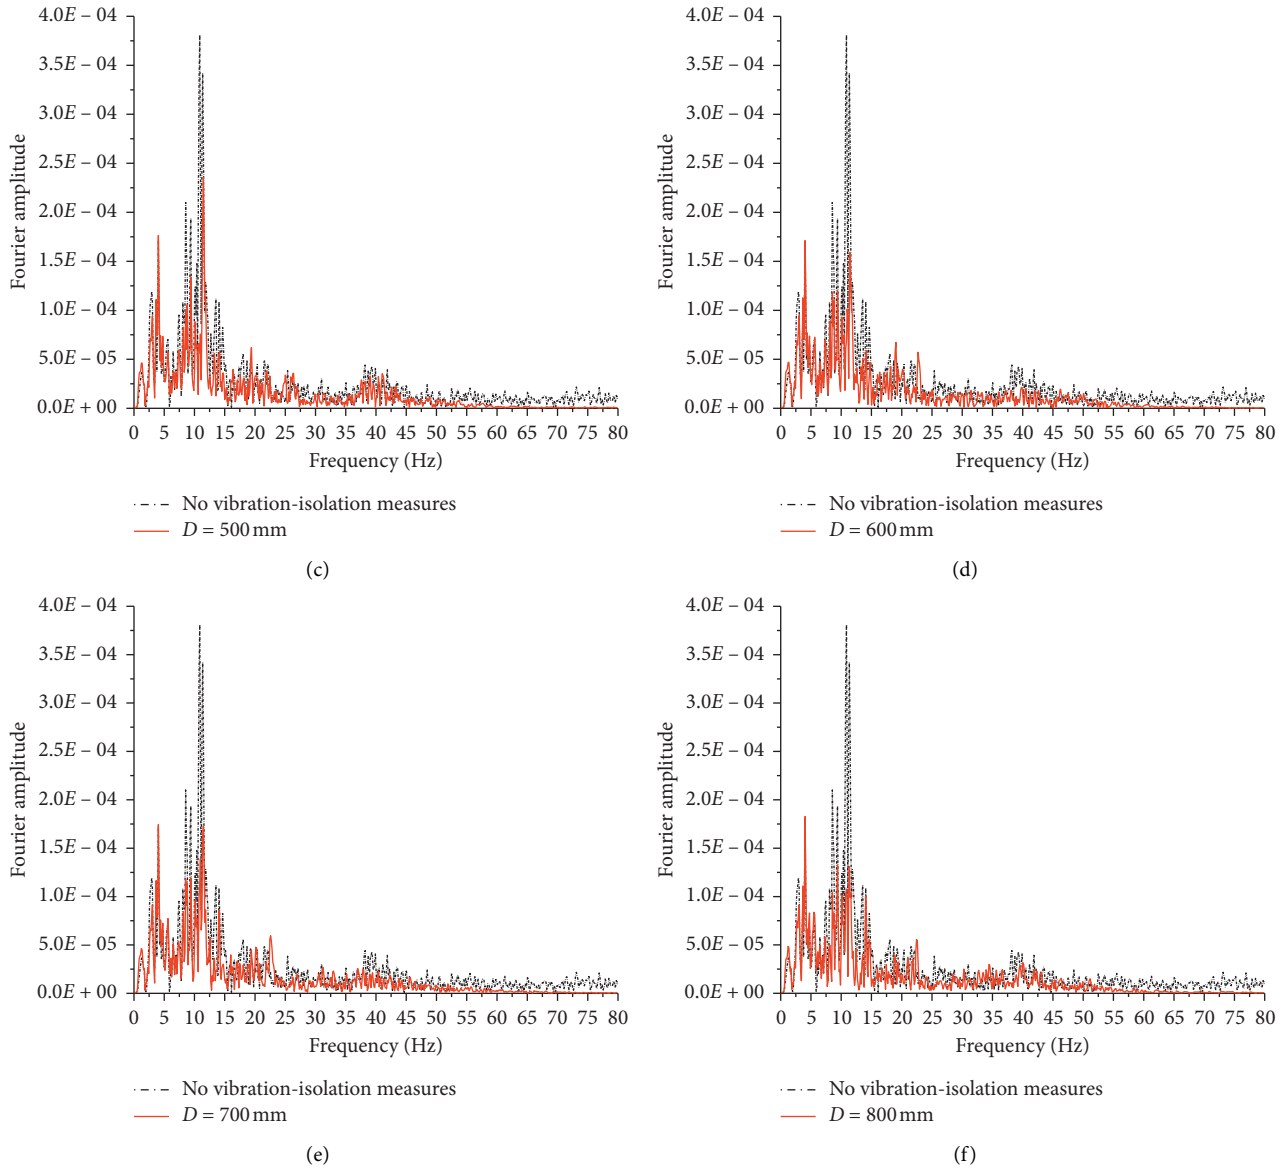 4.0E – 04
3.5E – 04
3.0E – 04
2.5E – 04
2.0E – 04
1.5E – 04
1.0E – 04
5.0E – 05
0.0E + 00
Fourier amplitude
0 5 10 15 20 25 30 35 40 45 50 55 60 65 70 75 80
Frequency (Hz)
No vibration-isolation measures
D = 500 mm
(c)
4.0E – 04
3.5E – 04
3.0E – 04
2.5E – 04
2.0E – 04
1.5E – 04
1.0E – 04
5.0E – 05
0.0E + 00
Fourier amplitude
0 5 10 15 20 25 30 35 40 45 50 55 60 65 70 75 80
Frequency (Hz)
No vibration-isolation measures
D = 600 mm
(d)
4.0E – 04
3.5E – 04
3.0E – 04
2.5E – 04
2.0E – 04
1.5E – 04
1.0E – 04
5.0E – 05
0.0E + 00
Fourier amplitude
0 5 10 15 20 25 30 35 40 45 50 55 60 65 70 75 80
Frequency (Hz)
No vibration-isolation measures
D = 700 mm
(e)
4.0E – 04
3.5E – 04
3.0E – 04
2.5E – 04
2.0E – 04
1.5E – 04
1.0E – 04
5.0E – 05
0.0E + 00
Fourier amplitude
0 5 10 15 20 25 30 35 40 45 50 55 60 65 70 75 80
Frequency (Hz)
No vibration-isolation measures
D = 800 mm
(f)